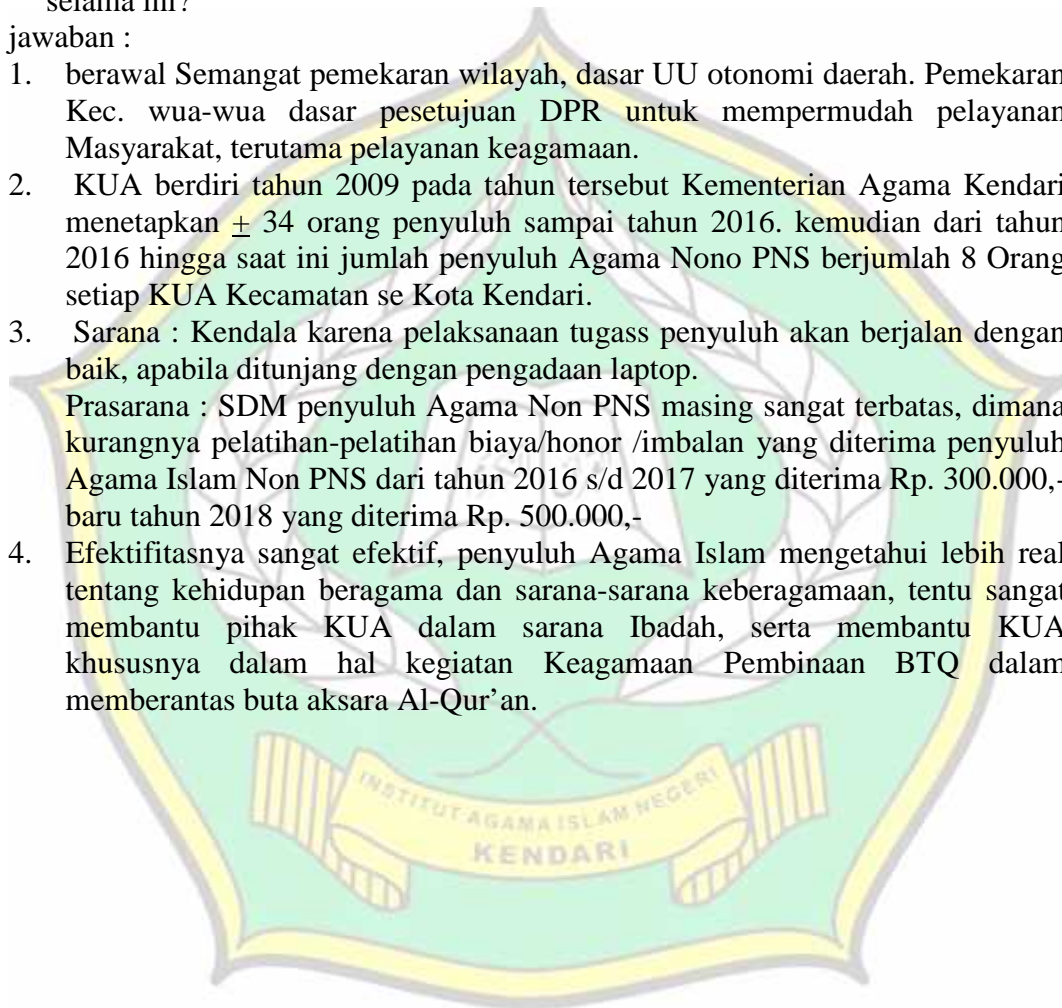 selama ini?
jawaban :
1. berawal Semangat pemekaran wilayah, dasar UU otonomi daerah. Pemekaran
Kec. wua-wua dasar pesetujuan DPR untuk mempermudah pelayanan
Masyarakat, terutama pelayanan keagamaan.
2. KUA berdiri tahun 2009 pada tahun tersebut Kementerian Agama Kendari
menetapkan ± 34 orang penyuluh sampai tahun 2016. kemudian dari tahun
2016 hingga saat ini jumlah penyuluh Agama Nono PNS berjumlah 8 Orang
setiap KUA Kecamatan se Kota Kendari.
3. Sarana : Kendala karena pelaksanaan tugass penyuluh akan berjalan dengan
baik, apabila ditunjang dengan pengadaan laptop.
Prasarana : SDM penyuluh Agama Non PNS masing sangat terbatas, dimana
kurangnya pelatihan-pelatihan biaya/honor /imbalan yang diterima penyuluh
Agama Islam Non PNS dari tahun 2016 s/d 2017 yang diterima Rp. 300.000,-
baru tahun 2018 yang diterima Rp. 500.000,-
4. Efektifitasnya sangat efektif, penyuluh Agama Islam mengetahui lebih real
tentang kehidupan beragama dan sarana-sarana keberagamaan, tentu sangat
membantu pihak KUA dalam sarana Ibadah, serta membantu KUA
khususnya dalam hal kegiatan Keagamaan Pembinaan BTQ dalam
memberantas buta aksara Al-Qur'an.
INSTITUT AGAMA ISLAM NEGERI
KENDARI